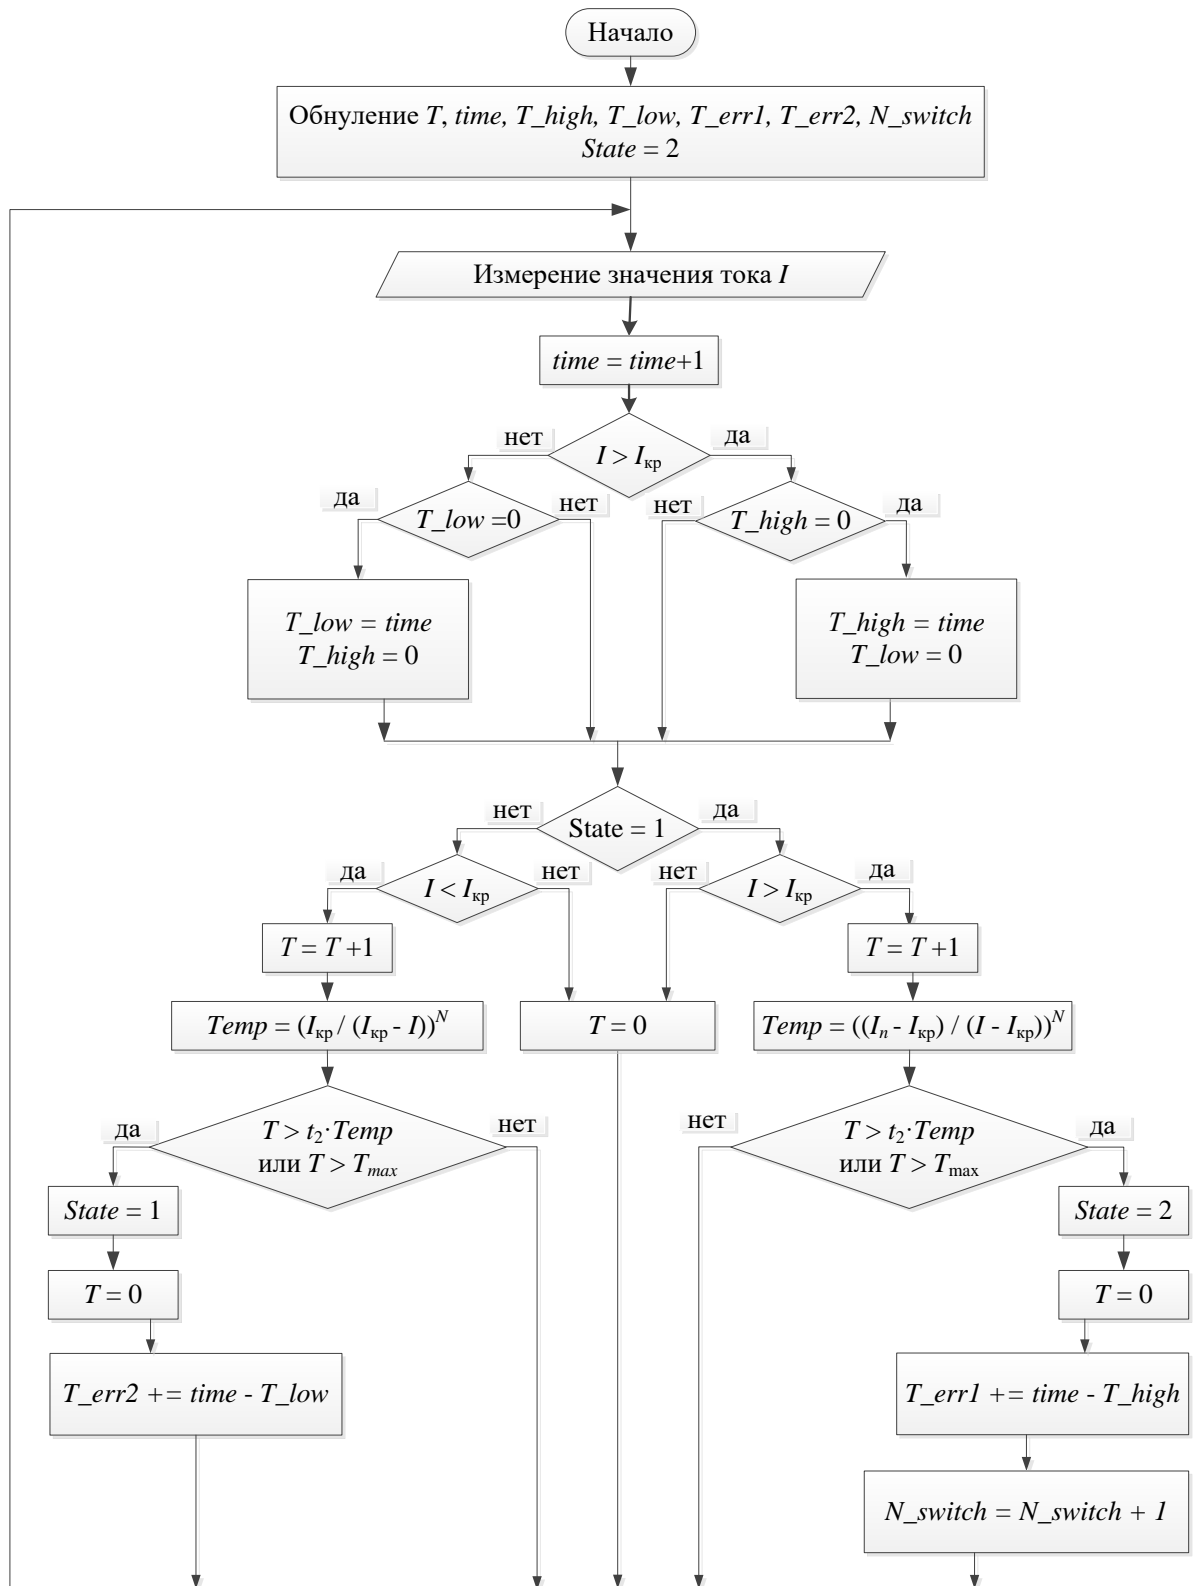 Начало
Обнуление T, time, T_high, T_low, T_err1, T_err2, N_switch
State = 2
Измерение значения тока I
time = time+1
нет
да
I > Iкр
да
нет
нет
да
T_low =0
T_high = 0
T_low = time
T_high = 0
T_high = time
T_low = 0
нет
да
State = 1
да
нет
нет
да
I < Iкр
I > Iкр
T = T +1
T = T +1
Temp = (Iкр / (Iкр - I))^N
T = 0
Temp = ((In - Iкр) / (I - Iкр))^N
да
T > t2·Temp
или T > Tmax
нет
нет
T > t2·Temp
или T > Tmax
да
State = 1
State = 2
T = 0
T = 0
T_err2 += time - T_low
T_err1 += time - T_high
N_switch = N_switch + 1